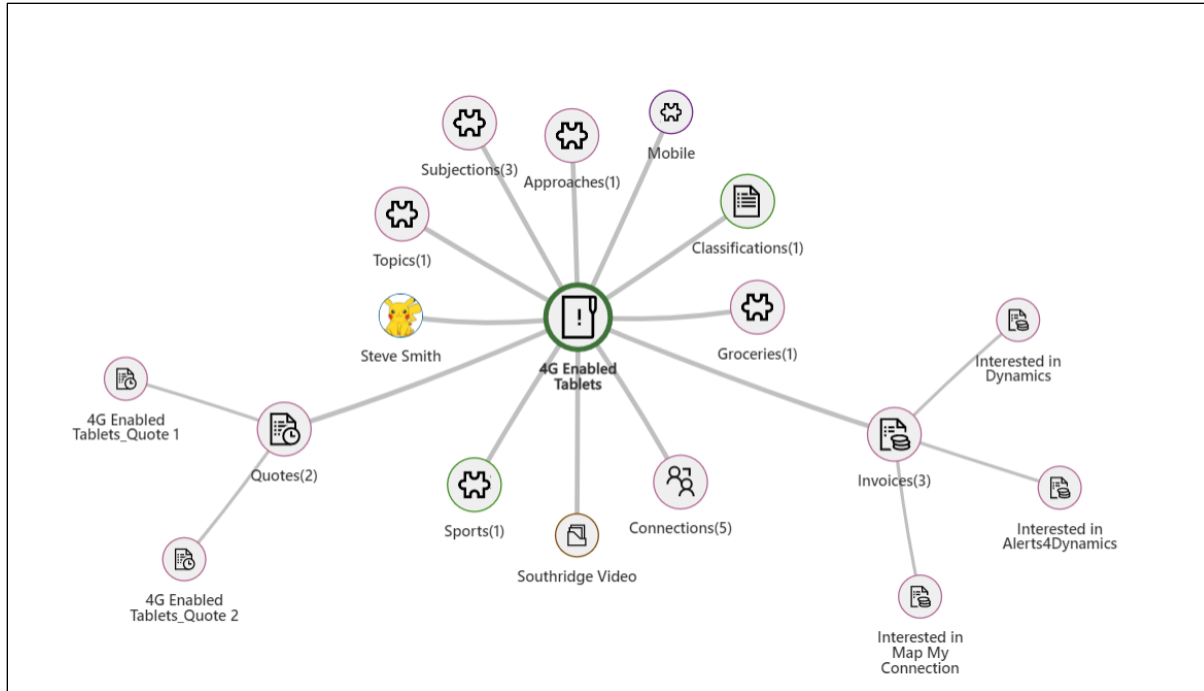 Mobile
Subjections(3)
Approaches(1)
Classifications(1)
Topics(1)
!
Steve Smith
4G Enabled
Tablets
Groceries(1)
Interested in
Dynamics
4G Enabled
Tablets_Quote 1
Quotes(2)
Sports(1)
Southridge Video
Connections(5)
Invoices(3)
Interested in
Alerts4Dynamics
4G Enabled
Tablets_Quote 2
Interested in
Map My
Connection